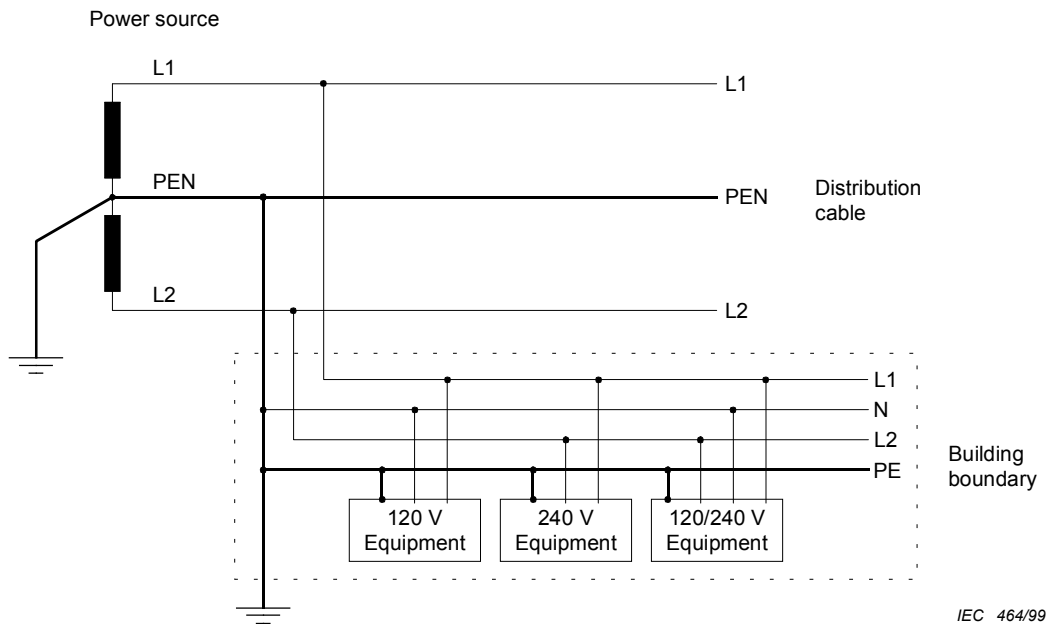 Power source
L1
L1
PEN
PEN
Distribution
cable
L2
L2
L1
N
L2
PE
Building
boundary
120 V
Equipment
240 V
Equipment
120/240 V
Equipment
IEC 464/99